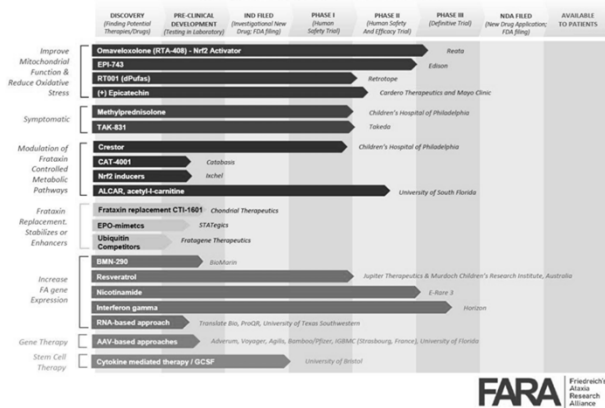 DISCOVERY PRE-CLINICAL DEVELOPMENT IND FILED PHASE I PHASE II PHASE III NDA FILED AVAILABLE TO PATIENTS
(Finding Potential Therapies/Drugs) (Testing in Laboratory) (Investigational New Drug; FDA filing) (Human Safety Trial) (Human Safety And Efficacy Trial) (Definitive Trial) (New Drug Application; FDA filing)
Improve Mitochondrial Function & Reduce Oxidative Stress
Omaveloxolone (RTA-408) - Nrf2 Activator Reata
EPI-743 Edison
RT001 (dPufas) Retrotope
(+) Epicatechin Cardero Therapeutics and Mayo Clinic
Symptomatic
Methylprednisolone Children's Hospital of Philadelphia
TAK-831 Takeda
Modulation of Frataxin Controlled Metabolic Pathways
Crestor Children's Hospital of Philadelphia
CAT-4001 Catabasis
Nrf2 inducers Ixchel
ALCAR, acetyl-l-carnitine University of South Florida
Frataxin Replacement, Stabilizes or Enhancers
Frataxin replacement CTI-1601 Chondrial Therapeutics
EPO-mimetcs STATegics
Ubiquitin Competitors Fratagene Therapeutics
Increase FA gene Expression
BMN-290 BioMarin
Resveratrol Jupiter Therapeutics & Murdoch Children's Research Institute, Australia
Nicotinamide E-Rare 3
Interferon gamma Horizon
RNA-based approach Translate Bio, ProQR, University of Texas Southwestern
Gene Therapy
AAV-based approaches Adverum, Voyager, Agilis, Bamboo/Pfizer, IGBMC (Strasbourg, France), University of Florida
Stem Cell Therapy
Cytokine mediated therapy / GCSF University of Bristol
FARA Friedreich's Ataxia Research Alliance